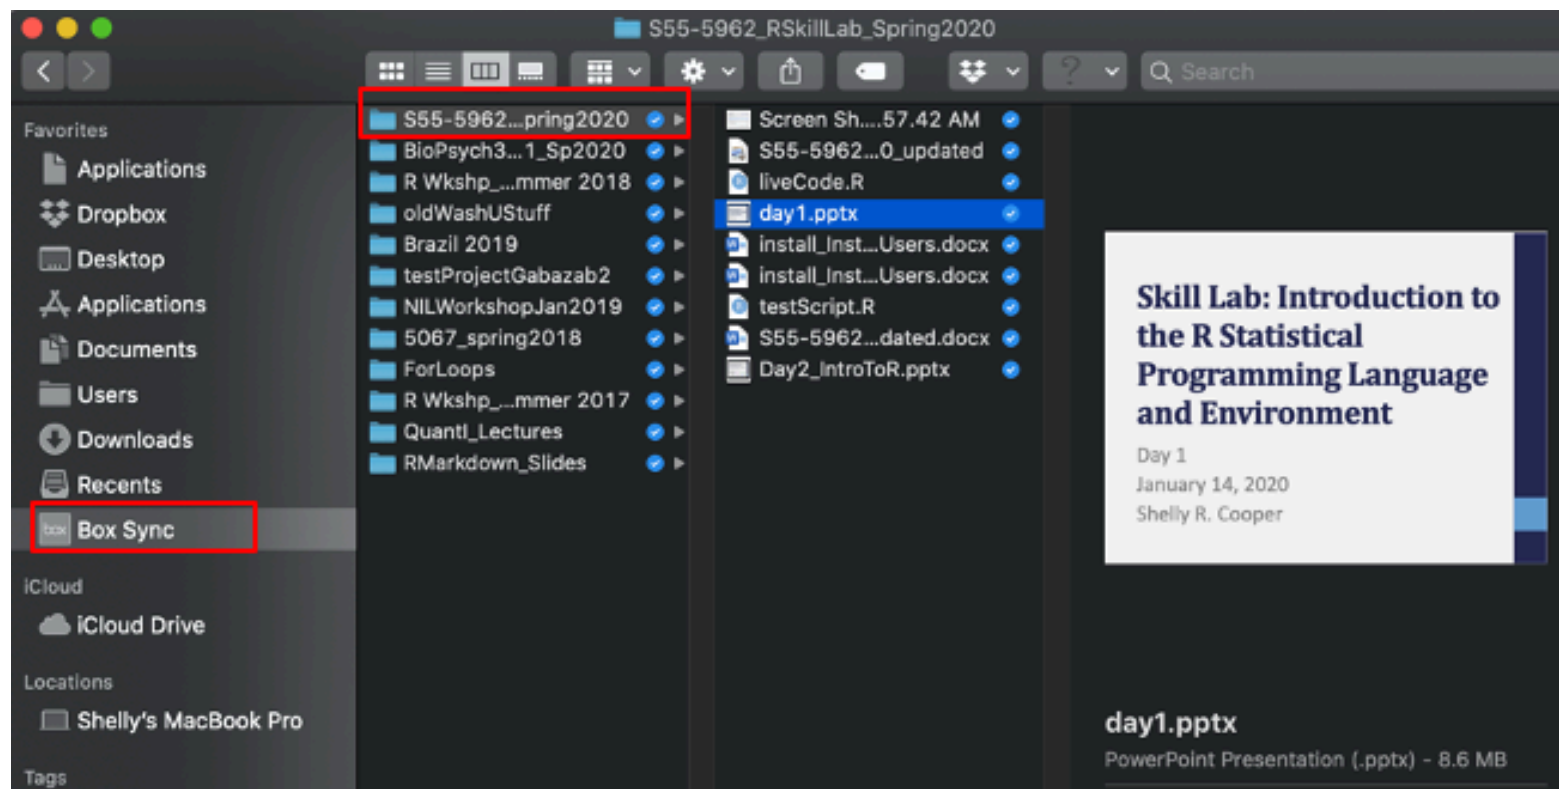 S55-5962_RSkillLab_Spring2020
Search
Favorites
Applications
Dropbox
Desktop
Applications
Documents
Users
Downloads
Recents
box Box Sync
iCloud
iCloud Drive
Locations
Shelly's MacBook Pro
Tags
S55-5962...pring2020
BioPsych3...1_Sp2020
R Wkshp_...mmer 2018
oldWashUStuff
Brazil 2019
testProjectGabazab2
NILWorkshopJan2019
5067_spring2018
ForLoops
R Wkshp_...mmer 2017
QuantI_Lectures
RMarkdown_Slides
Screen Sh....57.42 AM
S55-5962...0_updated
liveCode.R
day1.pptx
install_Inst...Users.docx
install_Inst...Users.docx
testScript.R
S55-5962...dated.docx
Day2_IntroToR.pptx
Skill Lab: Introduction to
the R Statistical
Programming Language
and Environment
Day 1
January 14, 2020
Shelly R. Cooper
day1.pptx
PowerPoint Presentation (.pptx) - 8.6 MB